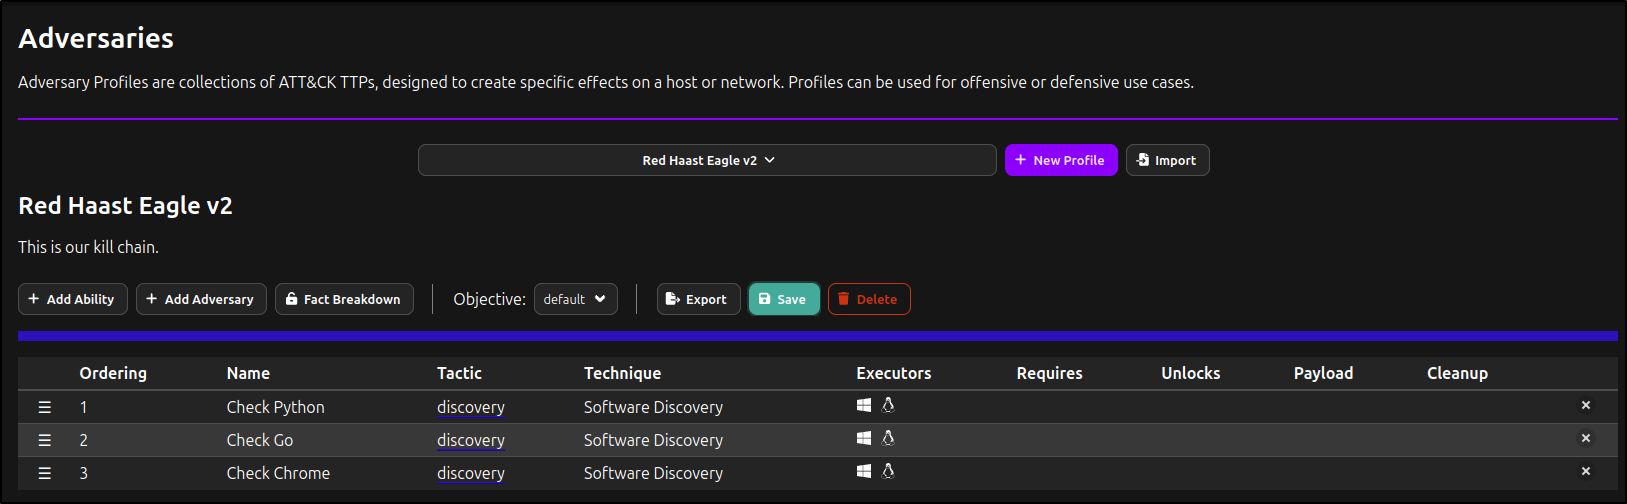 Adversaries
Adversary Profiles are collections of ATT&CK TTPs, designed to create specific effects on a host or network. Profiles can be used for offensive or defensive use cases.
Red Haast Eagle v2 + New Profile Import
Red Haast Eagle v2
This is our kill chain.
+ Add Ability + Add Adversary Fact Breakdown Objective: default Export Save Delete
Ordering Name Tactic Technique Executors Requires Unlocks Payload Cleanup
1 Check Python discovery Software Discovery
2 Check Go discovery Software Discovery
3 Check Chrome discovery Software Discovery